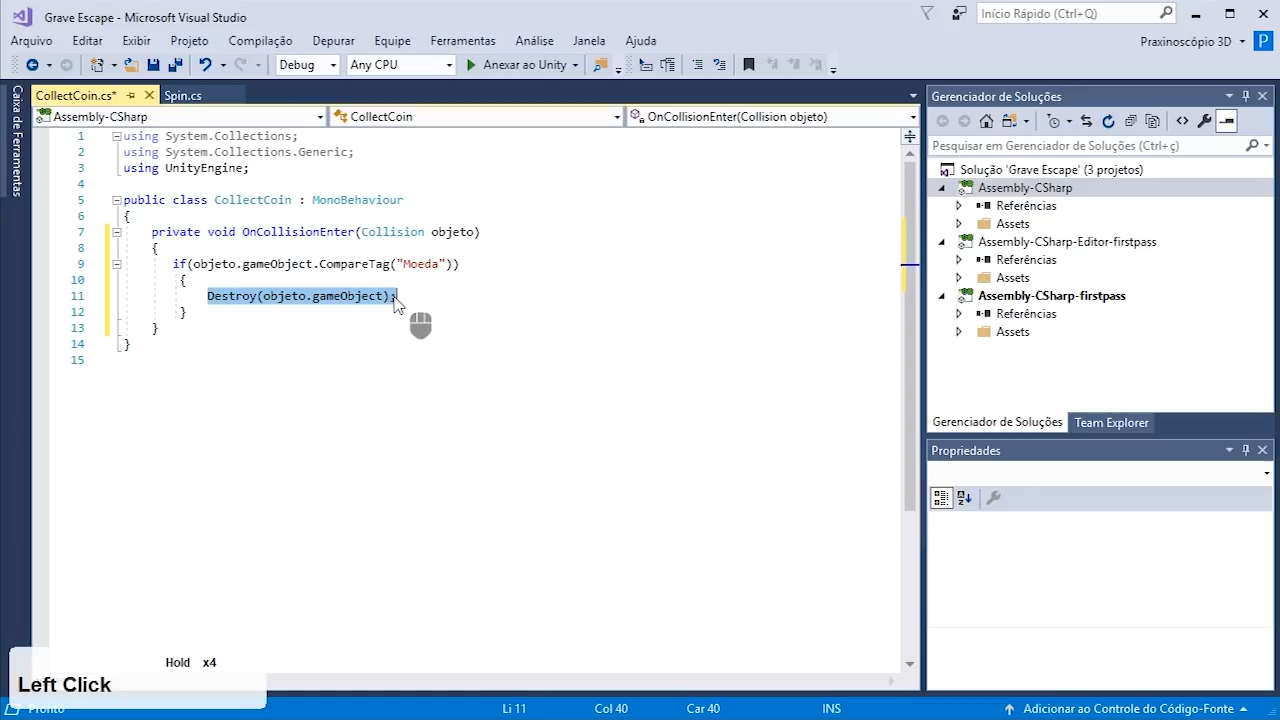 Grave Escape - Microsoft Visual Studio
Início Rápido (Ctrl+Q)
Arquivo Editar Exibir Projeto Compilação Depurar Equipe Ferramentas Análise Janela Ajuda
Praxinoscópio 3D P
Debug Any CPU Anexar ao Unity
Caixa de Ferramentas
CollectCoin.cs* Spin.cs
Assembly-CSharp CollectCoin OnCollisionEnter(Collision objeto)
1 using System.Collections;
2 using System.Collections.Generic;
3 using UnityEngine;
4
5 public class CollectCoin : MonoBehaviour
6 {
7 private void OnCollisionEnter(Collision objeto)
8 {
9 if(objeto.gameObject.CompareTag("Moeda"))
10 {
11 Destroy(objeto.gameObject);
12 }
13 }
14 }
15
Gerenciador de Soluções
Pesquisar em Gerenciador de Soluções (Ctrl+ç)
Solução 'Grave Escape' (3 projetos)
Assembly-CSharp
Referências
Assets
Assembly-CSharp-Editor-firstpass
Referências
Assets
Assembly-CSharp-firstpass
Referências
Assets
Gerenciador de Soluções Team Explorer
Propriedades
Hold x4
Left Click
Pronto Li 11 Col 40 Car 40 INS Adicionar ao Controle do Código-Fonte